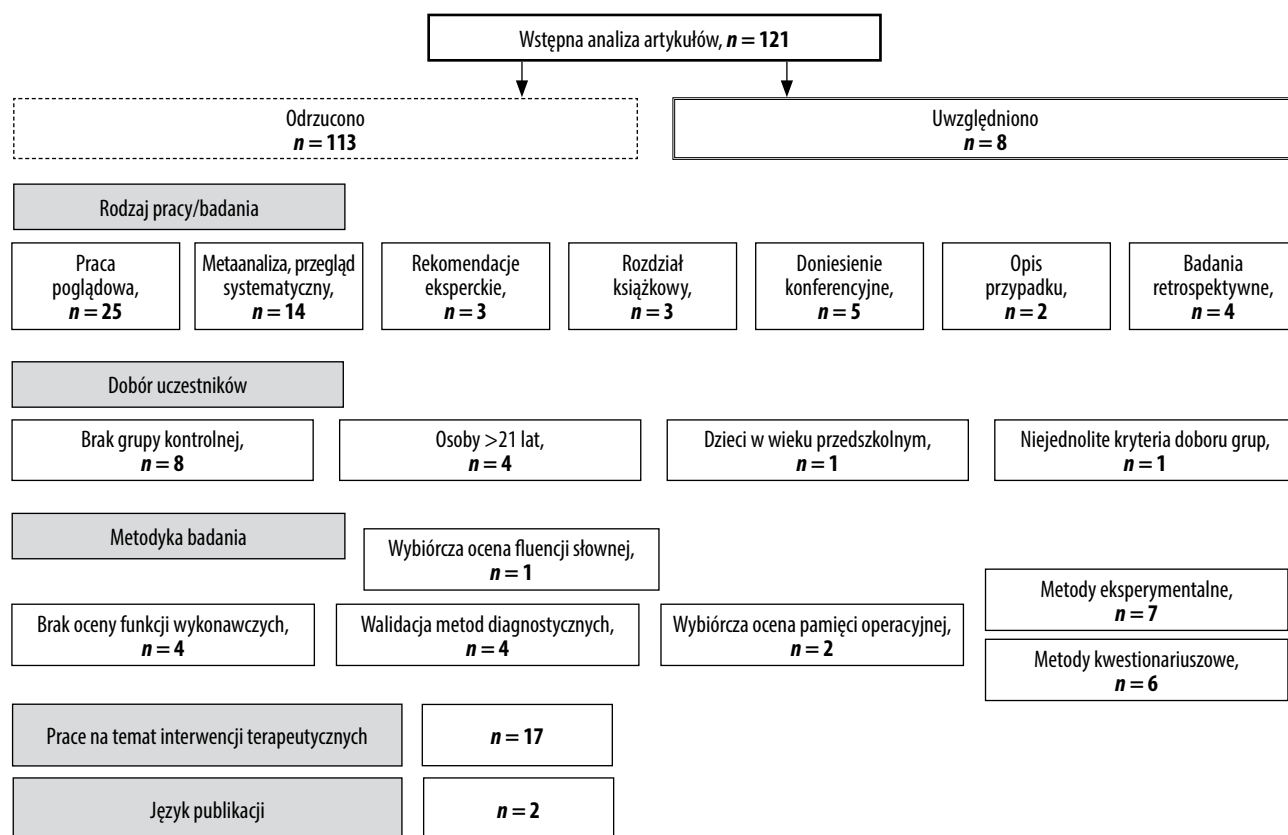 Wstępna analiza artykułów, n = 121
Odrzucono
n = 113
Uwzględniono
n = 8
Rodzaj pracy/badania
Praca
poglądowa,
n = 25
Metaanaliza, przegląd
systematyczny,
n = 14
Rekomendacje
eksperckie,
n = 3
Rozdział
książkowy,
n = 3
Doniesienie
konferencyjne,
n = 5
Opis
przypadku,
n = 2
Badania
retrospektywne,
n = 4
Dobór uczestników
Brak grupy kontrolnej,
n = 8
Osoby >21 lat,
n = 4
Dzieci w wieku przedszkolnym,
n = 1
Niejednolite kryteria doboru grup,
n = 1
Metodyka badania
Wybiórcza ocena fluencji słownej,
n = 1
Brak oceny funkcji wykonawczych,
n = 4
Walidacja metod diagnostycznych,
n = 4
Wybiórcza ocena pamięci operacyjnej,
n = 2
Metody eksperymentalne,
n = 7
Metody kwestionariuszowe,
n = 6
Prace na temat interwencji terapeutycznych
n = 17
Język publikacji
n = 2